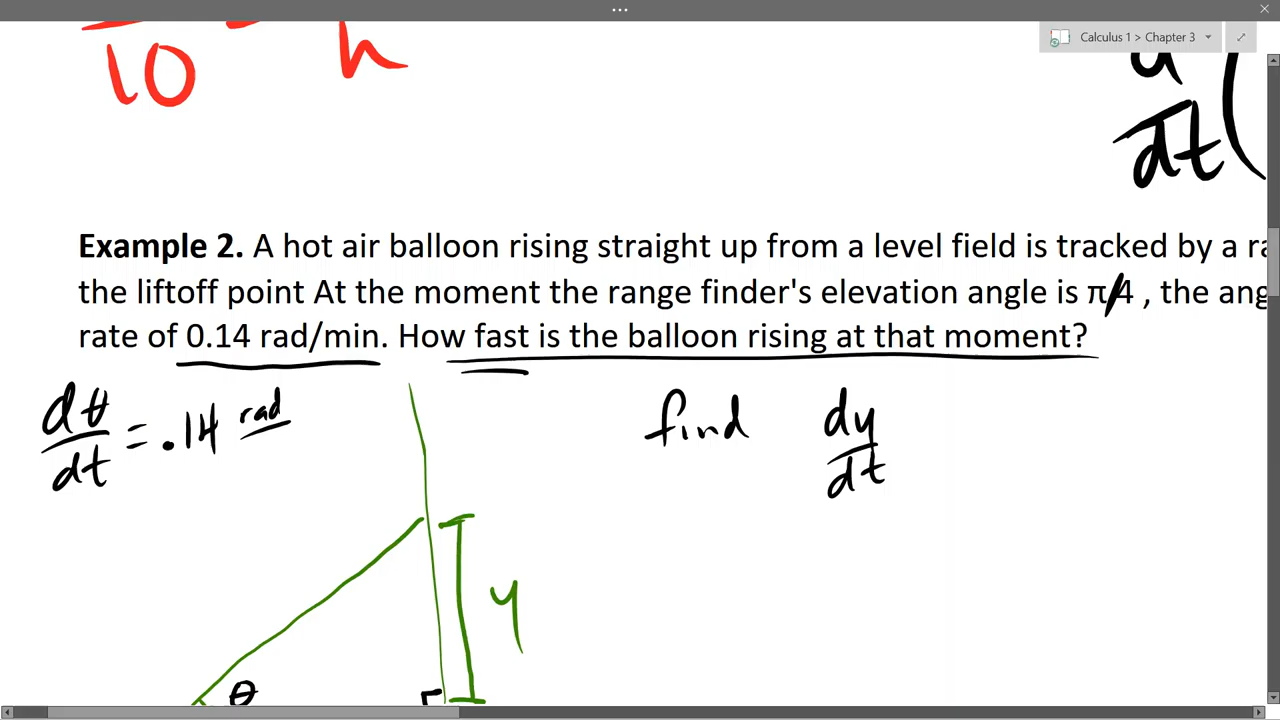 Calculus 1 > Chapter 3
10 h
dt (
Example 2. A hot air balloon rising straight up from a level field is tracked by a ra
the liftoff point At the moment the range finder's elevation angle is π/4 , the ang
rate of 0.14 rad/min. How fast is the balloon rising at that moment?
dθ/dt = .14 rad
find dy/dt
y
θ